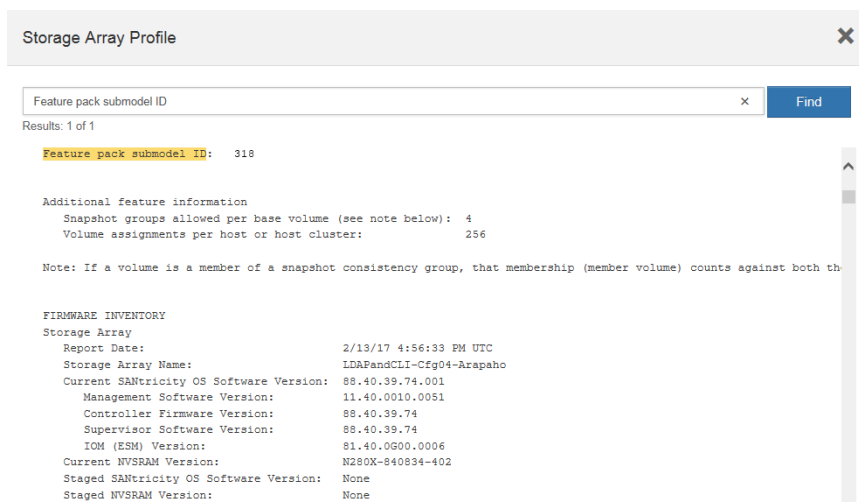 Storage Array Profile
Feature pack submodel ID
Find
Results: 1 of 1
Feature pack submodel ID: 318
Additional feature information
Snapshot groups allowed per base volume (see note below): 4
Volume assignments per host or host cluster: 256
Note: If a volume is a member of a snapshot consistency group, that membership (member volume) counts against both th
FIRMWARE INVENTORY
Storage Array
Report Date: 2/13/17 4:56:33 PM UTC
Storage Array Name: LDAPandCLI-Cfg04-Arapaho
Current SANtricity OS Software Version: 88.40.39.74.001
Management Software Version: 11.40.0010.0051
Controller Firmware Version: 88.40.39.74
Supervisor Software Version: 88.40.39.74
IOM (ESM) Version: 81.40.0G00.0006
Current NVSRAM Version: N280X-840834-402
Staged SANtricity OS Software Version: None
Staged NVSRAM Version: None